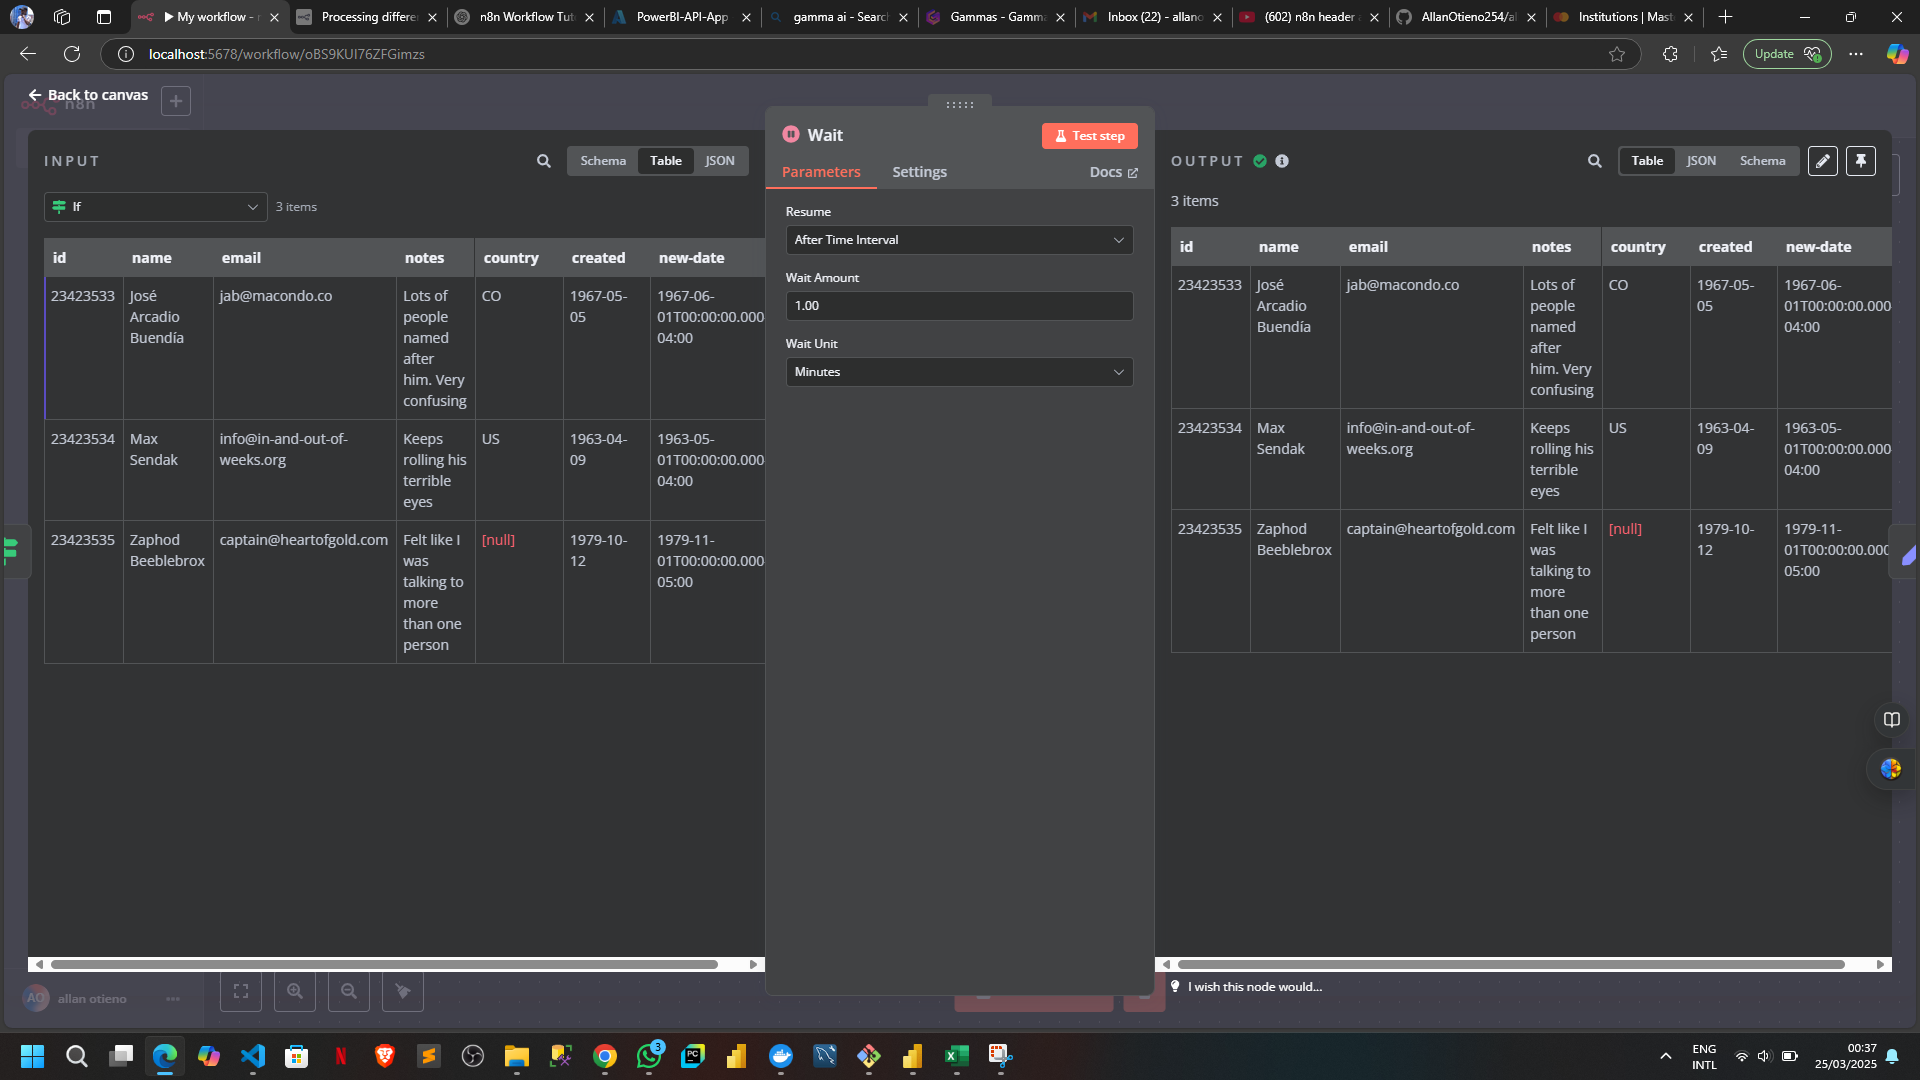 ▶ My workflow - n
Processing differe
n8n Workflow Tut
PowerBI-API-App
gamma ai - Search
Gammas - Gamma
Inbox (22) - allano
(602) n8n header
AllanOtieno254/al
Institutions | Mast
localhost:5678/workflow/oBS9KUI76ZFGimzs
Update
Back to canvas
n8n
INPUT
Schema
Table
JSON
If
3 items
id name email notes country created new-date
23423533 José Arcadio Buendía jab@macondo.co Lots of people named after him. Very confusing CO 1967-05-05 1967-06-01T00:00:00.000-04:00
23423534 Max Sendak info@in-and-out-of-weeks.org Keeps rolling his terrible eyes US 1963-04-09 1963-05-01T00:00:00.000-04:00
23423535 Zaphod Beeblebrox captain@heartofgold.com Felt like I was talking to more than one person [null] 1979-10-12 1979-11-01T00:00:00.000-05:00
Wait
Test step
Parameters
Settings
Docs
Resume
After Time Interval
Wait Amount
1.00
Wait Unit
Minutes
OUTPUT
Table
JSON
Schema
3 items
id name email notes country created new-date
23423533 José Arcadio Buendía jab@macondo.co Lots of people named after him. Very confusing CO 1967-05-05 1967-06-01T00:00:00.000-04:00
23423534 Max Sendak info@in-and-out-of-weeks.org Keeps rolling his terrible eyes US 1963-04-09 1963-05-01T00:00:00.000-04:00
23423535 Zaphod Beeblebrox captain@heartofgold.com Felt like I was talking to more than one person [null] 1979-10-12 1979-11-01T00:00:00.000-05:00
I wish this node would...
AO
allan otieno
3
ENG
INTL
00:37
25/03/2025